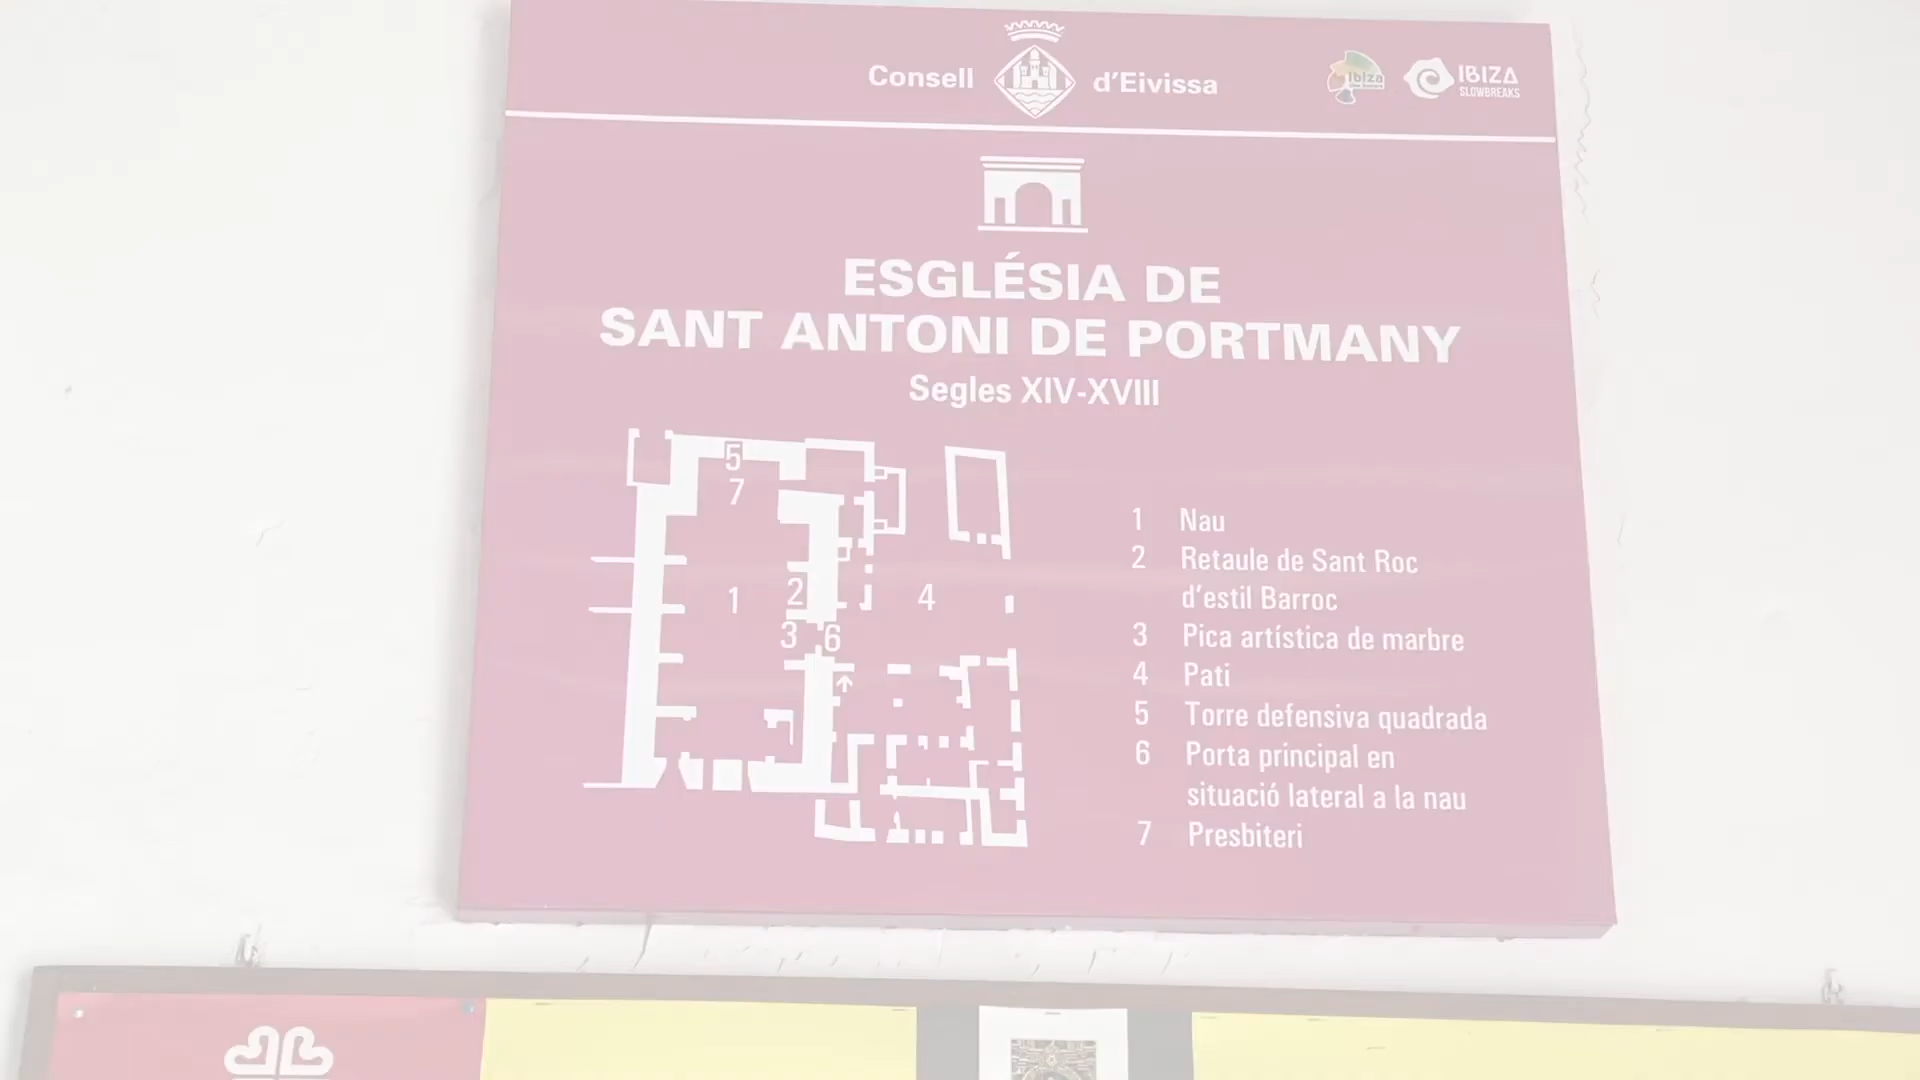 Consell d'Eivissa
Ibiza
IBIZA
SLOWBREAKS
ESGLÉSIA DE
SANT ANTONI DE PORTMANY
Segles XIV-XVIII
5
7
1
2
4
3
6
1 Nau
2 Retaule de Sant Roc
d'estil Barroc
3 Pica artística de marbre
4 Pati
5 Torre defensiva quadrada
6 Porta principal en
situació lateral a la nau
7 Presbiteri